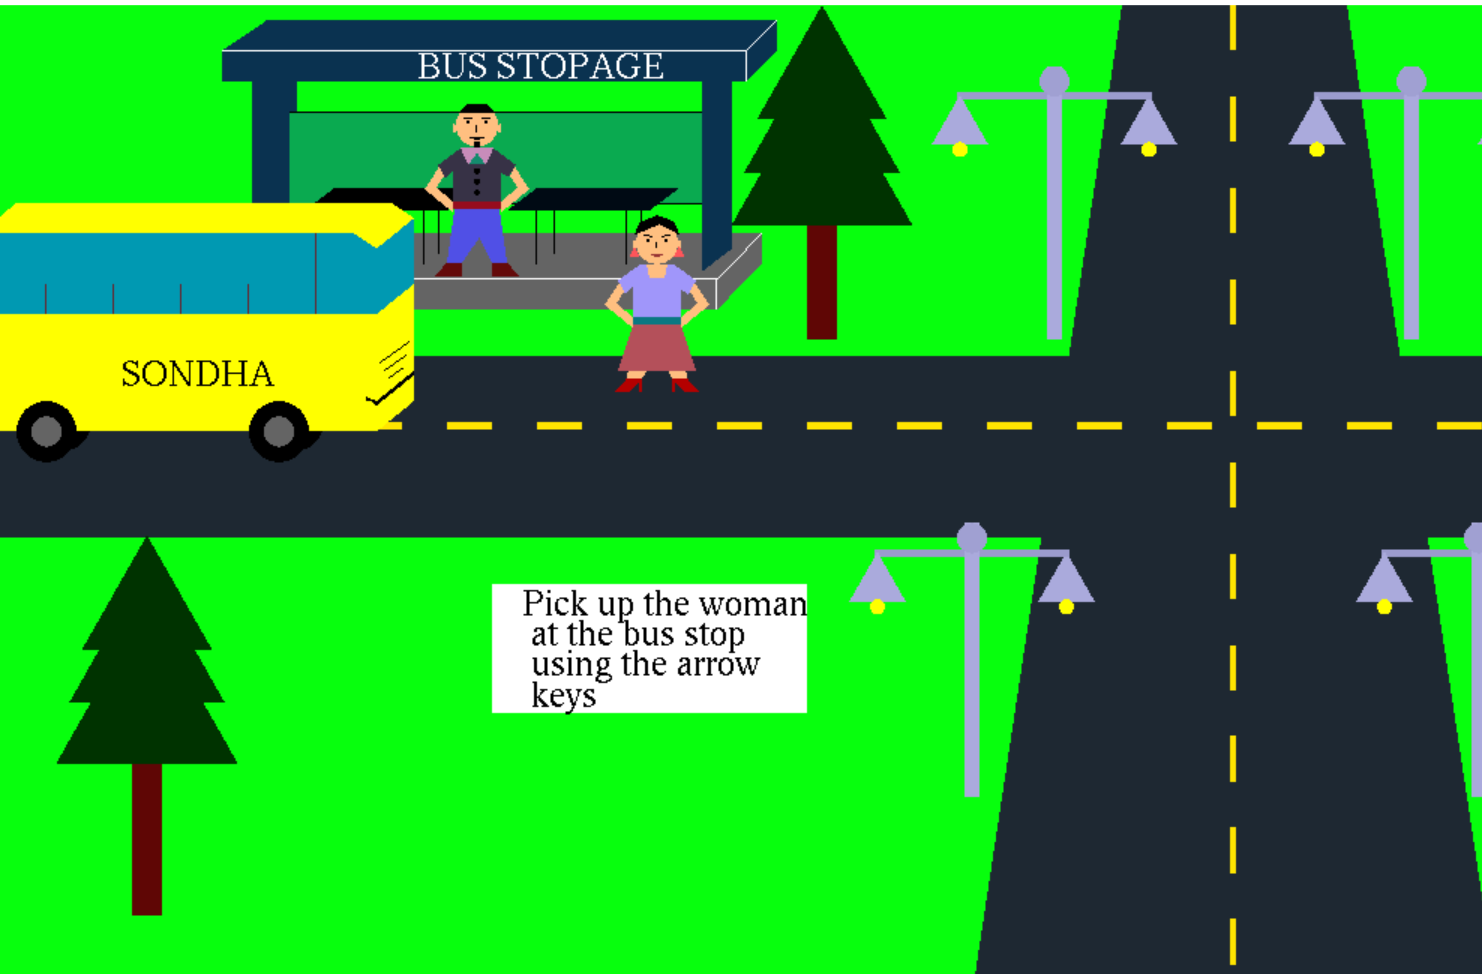 BUS STOPAGE
SONDHA
Pick up the woman
at the bus stop
using the arrow
keys